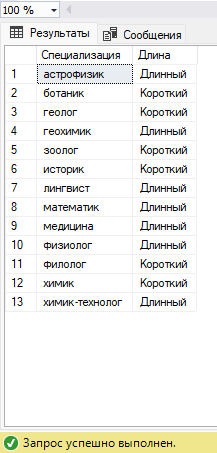 100 %
Результаты Сообщения
Специализация Длина
1 астрофизик Длинный
2 ботаник Короткий
3 геолог Короткий
4 геохимик Длинный
5 зоолог Короткий
6 историк Короткий
7 лингвист Длинный
8 математик Длинный
9 медицина Длинный
10 физиолог Длинный
11 филолог Короткий
12 химик Короткий
13 химик-технолог Длинный
Запрос успешно выполнен.